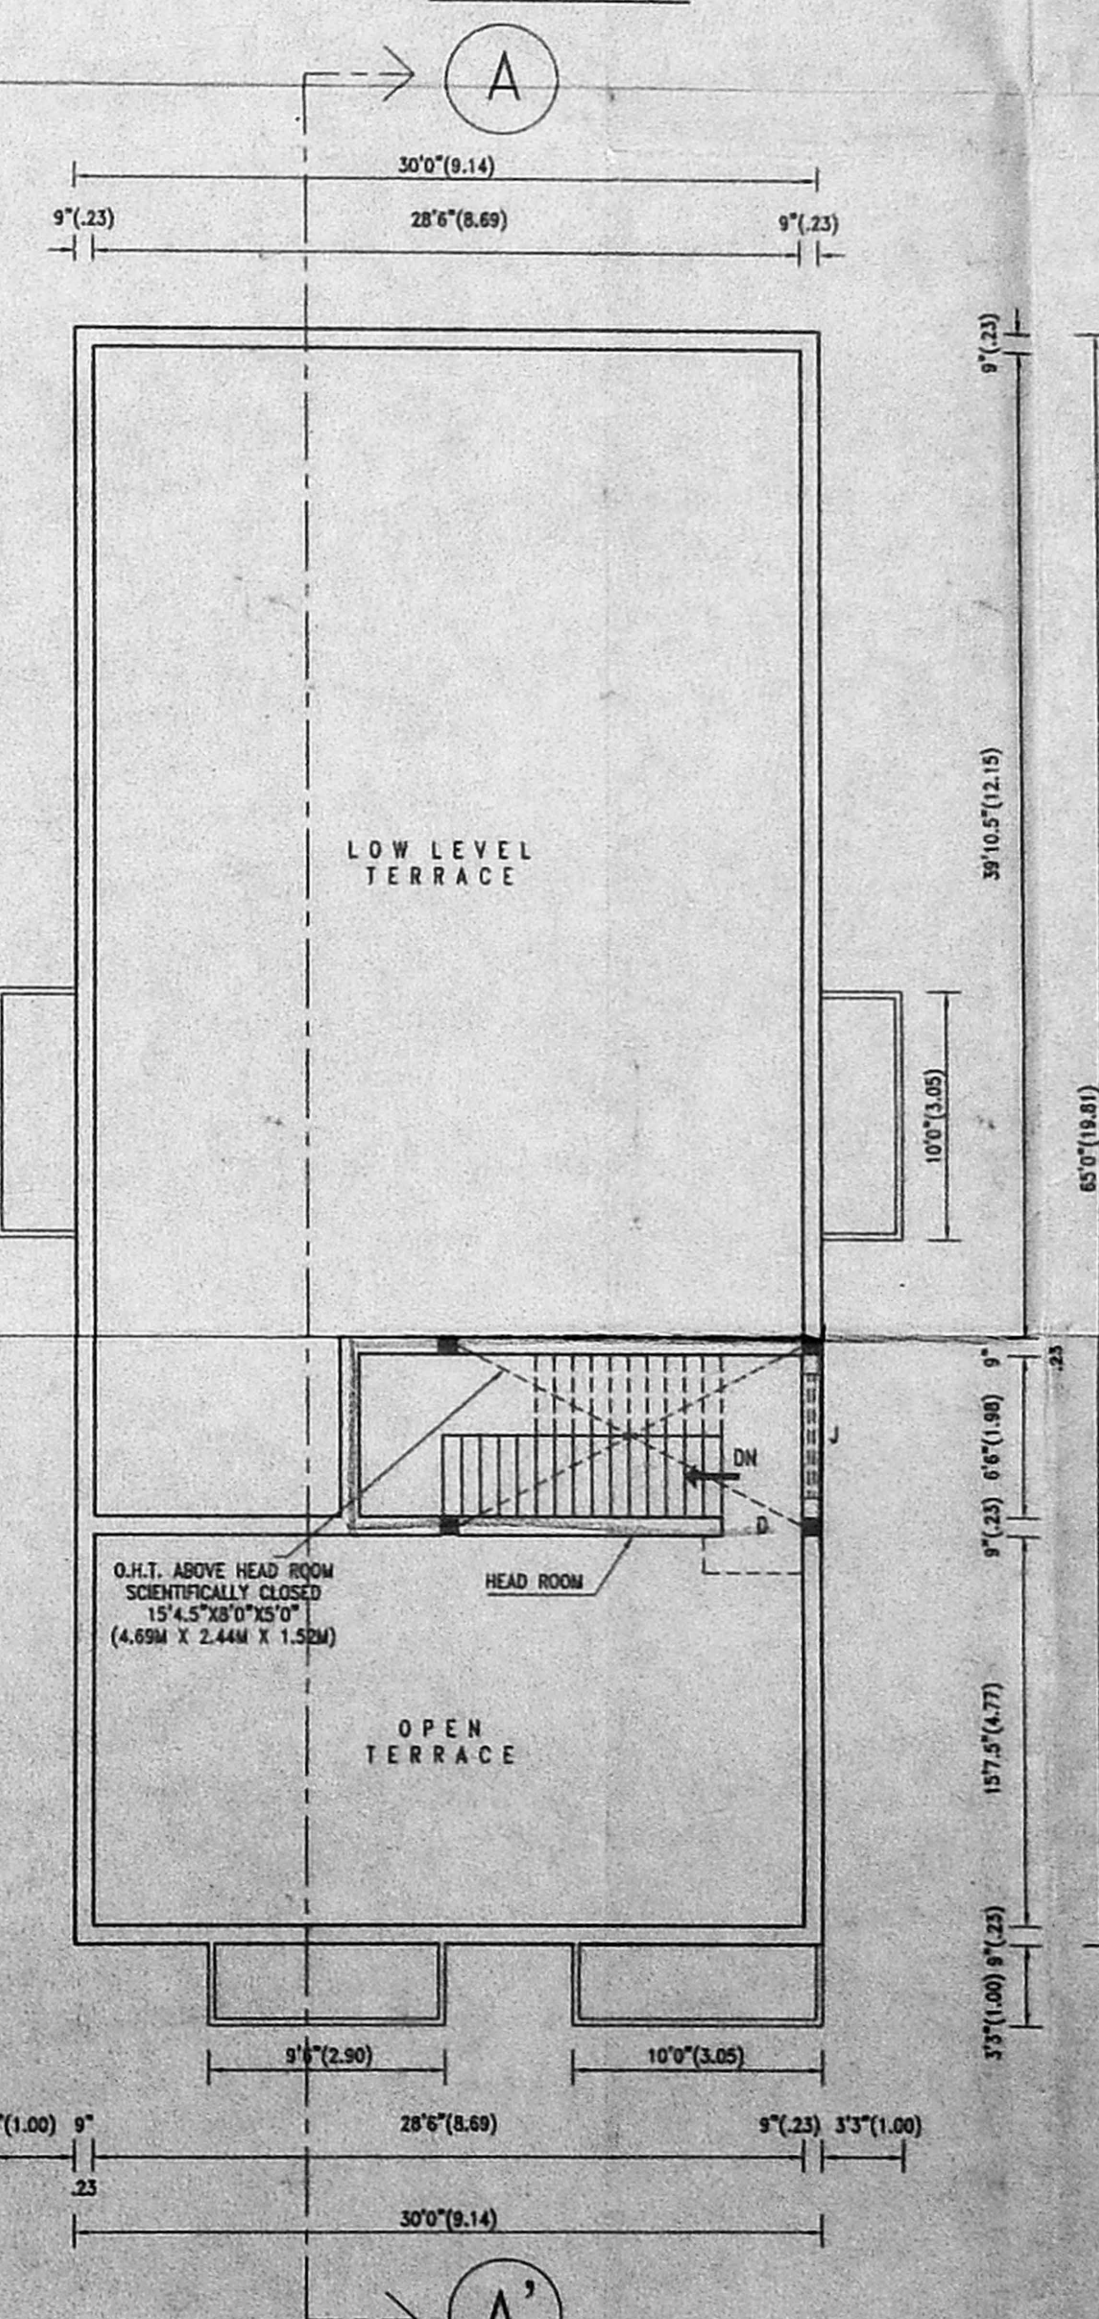 A
30'0"(9.14)
9"(.23) 28'6"(8.69) 9"(.23)
9"(.23)
39'10.5"(12.15)
LOW LEVEL
TERRACE
10'0"(3.05)
65'0"(19.81)
9"
.23
6'6"(1.98)
J
DN
D
9"(.23)
O.H.T. ABOVE HEAD ROOM
SCIENTIFICALLY CLOSED
15'4.5"X8'0"X5'0"
(4.69M X 2.44M X 1.52M)
HEAD ROOM
15'7.5"(4.77)
OPEN
TERRACE
9"(.23)
3'3"(1.00)
9'6"(2.90) 10'0"(3.05)
"(1.00) 9" 28'6"(8.69) 9"(.23) 3'3"(1.00)
.23
30'0"(9.14)
A'